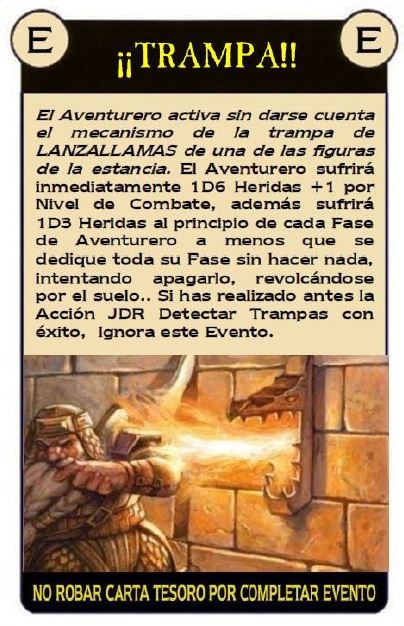 E
E
¡¡TRAMPA!!
El Aventurero activa sin darse cuenta
el mecanismo de la trampa de
LANZALLAMAS de una de las figuras
de la estancia. El Aventurero sufrirá
inmediatamente 1D6 Heridas +1 por
Nivel de Combate, además sufrirá
1D3 Heridas al principio de cada Fase
de Aventurero a menos que se
dedique toda su Fase sin hacer nada,
intentando apagarlo, revolcándose
por el suelo.. Si has realizado antes la
Acción JDR Detectar Trampas con
éxito, Ignora este Evento.
NO ROBAR CARTA TESORO POR COMPLETAR EVENTO